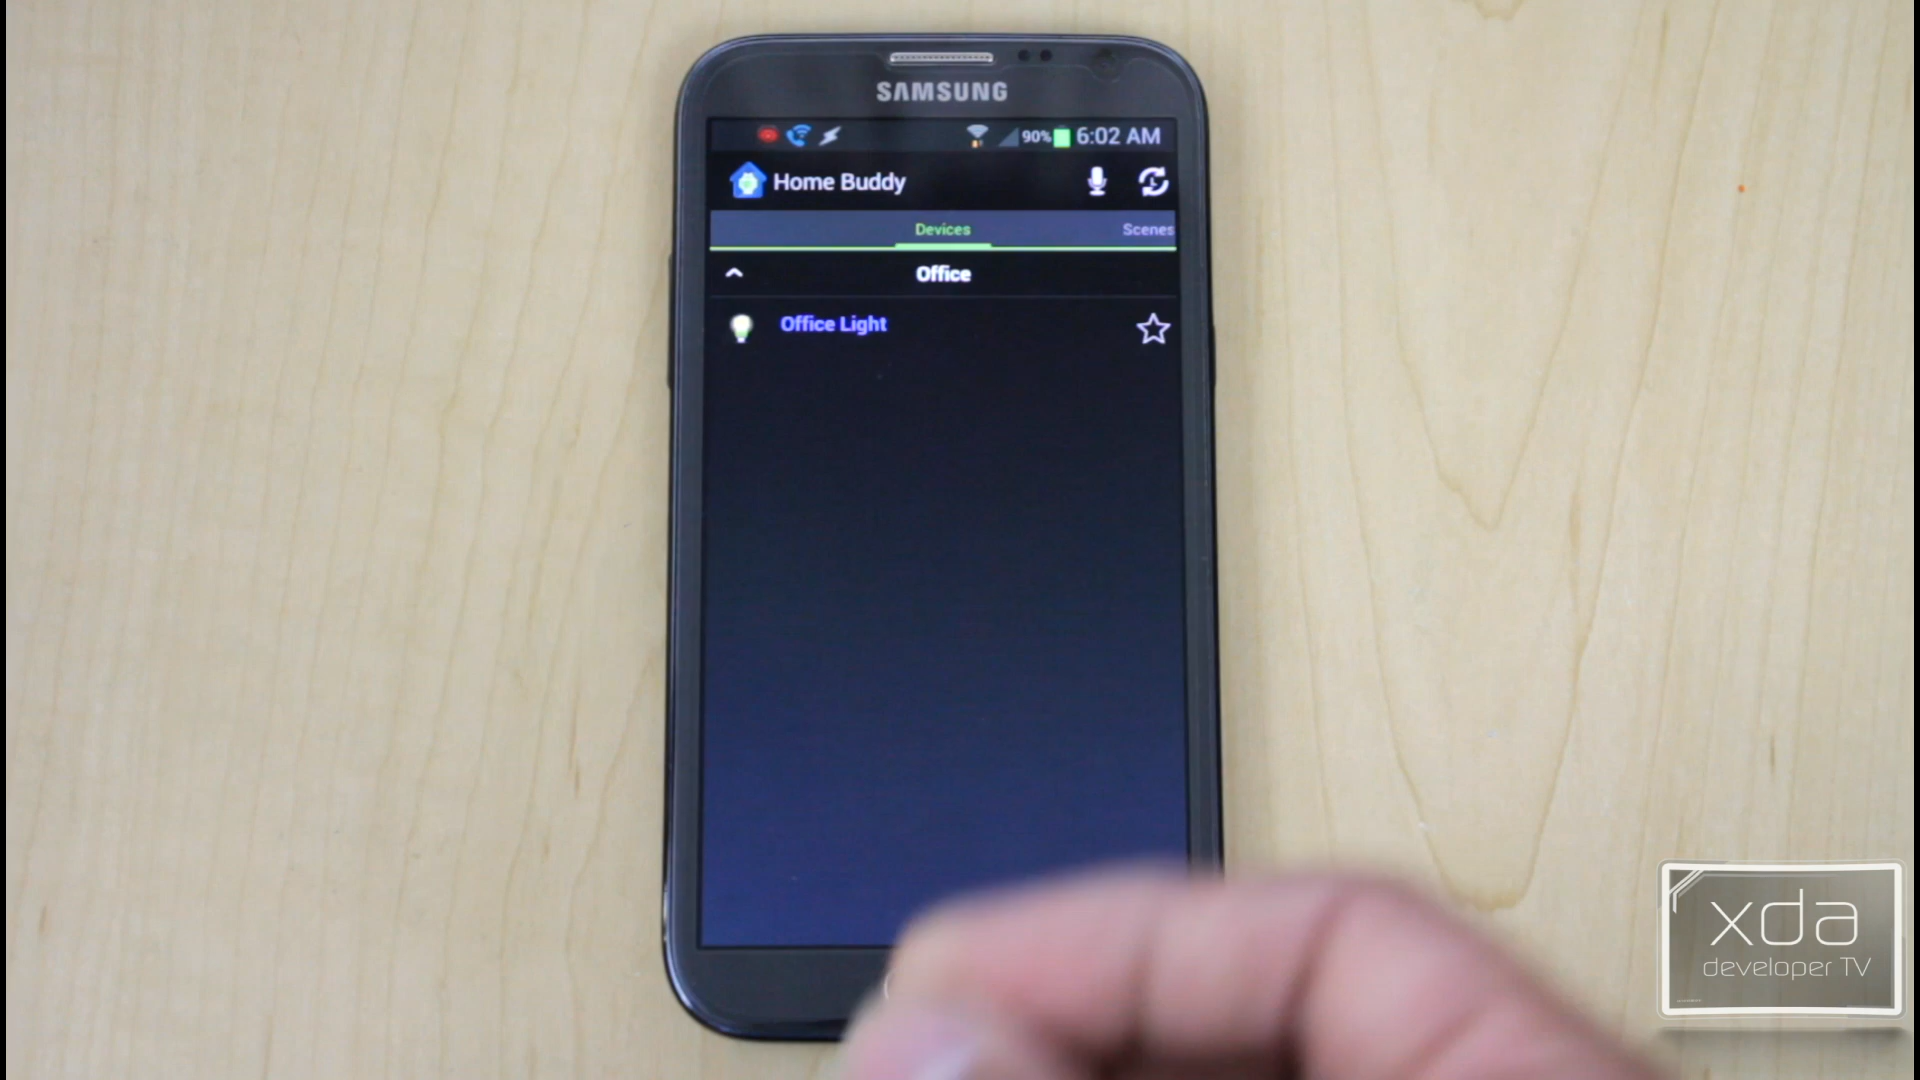 SAMSUNG
90% 6:02 AM
Home Buddy
Devices Scenes
Office
Office Light
xda
developer TV